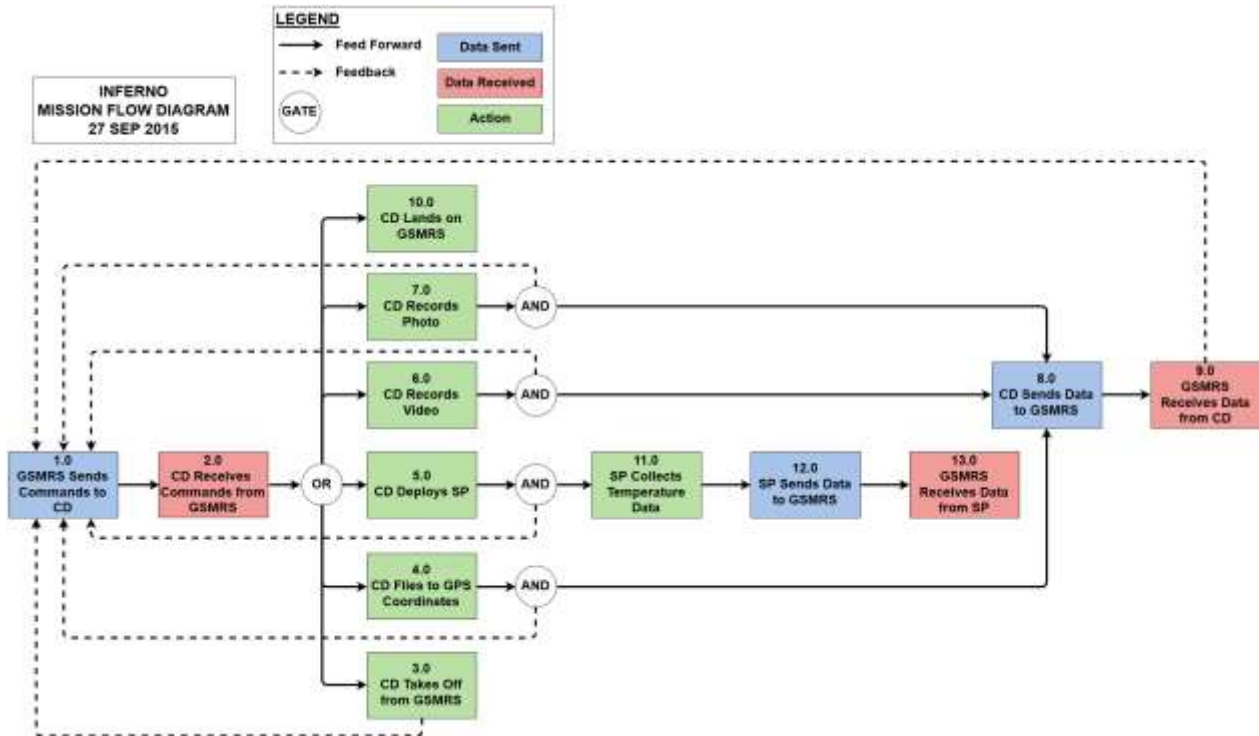 LEGEND
Feed Forward
Feedback
GATE
Data Sent
Data Received
Action
INFERNO
MISSION FLOW DIAGRAM
27 SEP 2015
10.0
CD Lands on
GSMRS
7.0
CD Records
Photo
AND
6.0
CD Records
Video
AND
8.0
CD Sends Data
to GSMRS
9.0
GSMRS
Receives Data
from CD
1.0
GSMRS Sends
Commands to
CD
2.0
CD Receives
Commands from
GSMRS
OR
5.0
CD Deploys SP
AND
11.0
SP Collects
Temperature
Data
12.0
SP Sends Data
to GSMRS
13.0
GSMRS
Receives Data
from SP
4.0
CD Flies to GPS
Coordinates
AND
3.0
CD Takes Off
from GSMRS